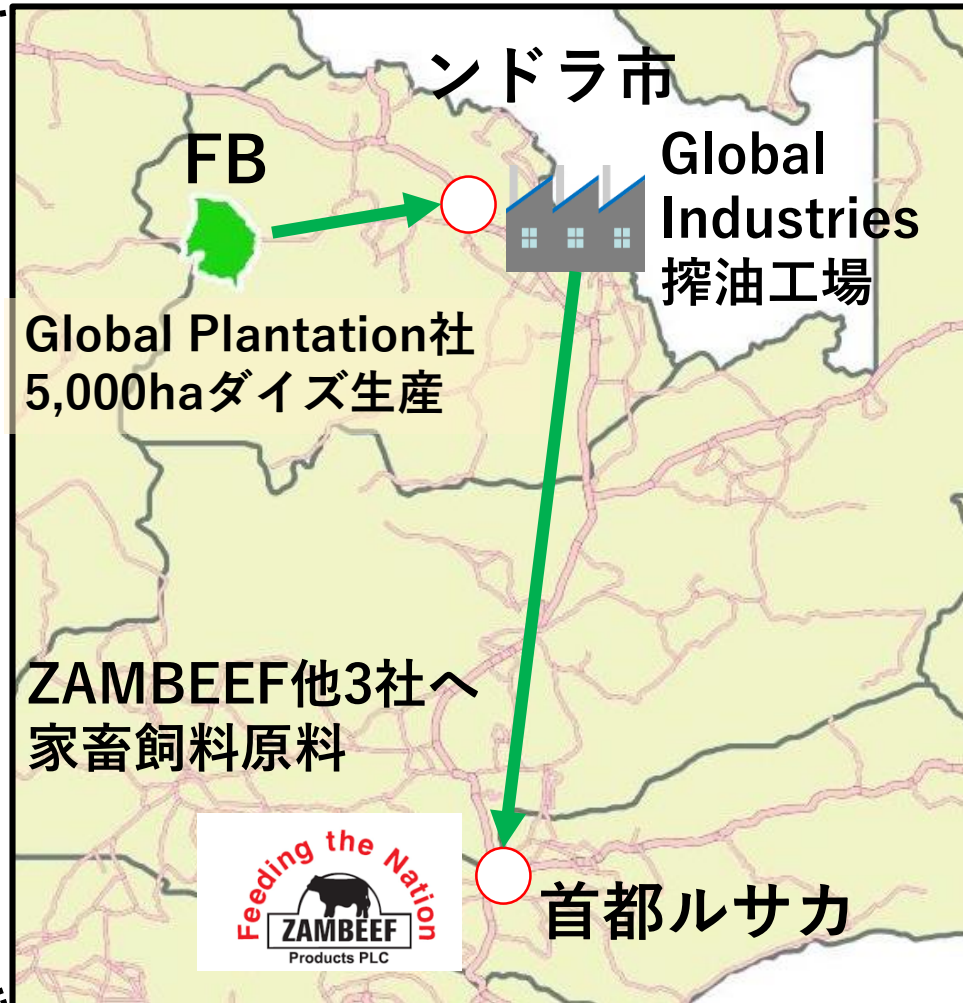 ンドラ市
FB
Global
Industries
搾油工場
Global Plantation社
5,000haダイズ生産
ZAMBEEF他3社へ
家畜飼料原料
Feeding the Nation
ZAMBEEF
Products PLC
首都ルサカ